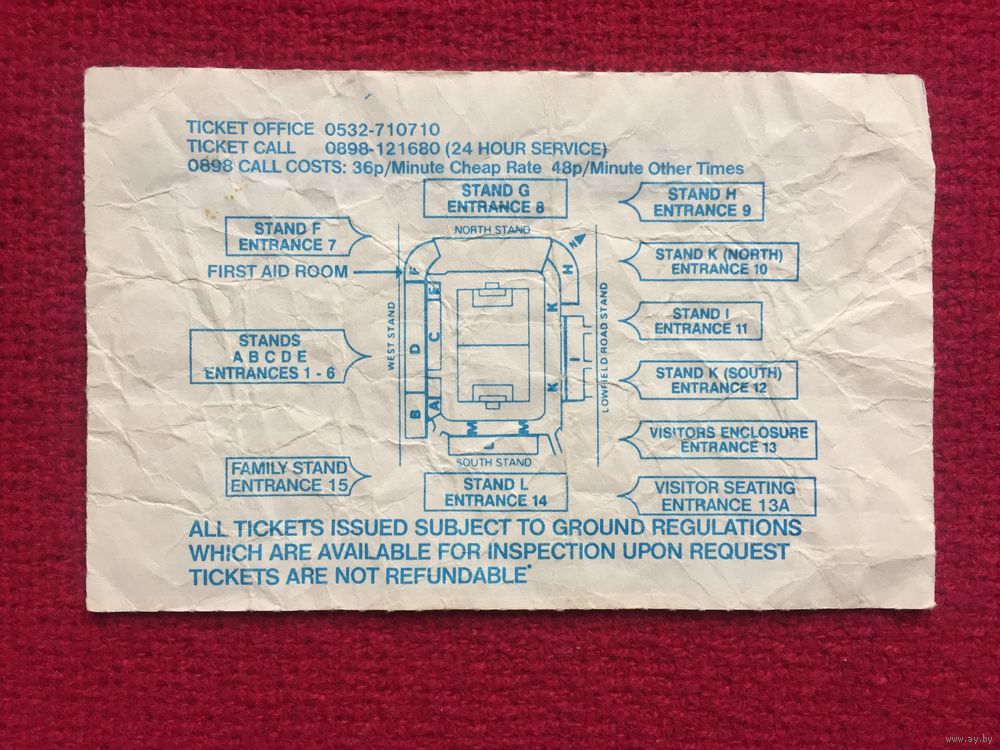 TICKET OFFICE 0532-710710
TICKET CALL 0898-121680 (24 HOUR SERVICE)
0898 CALL COSTS: 36p/Minute Cheap Rate 48p/Minute Other Times
STAND G
ENTRANCE 8
STAND H
ENTRANCE 9
STAND F
ENTRANCE 7
NORTH STAND
N
STAND K (NORTH)
ENTRANCE 10
FIRST AID ROOM
F
H
E
K
WEST STAND
LOWFIELD ROAD STAND
STAND I
ENTRANCE 11
STANDS
A B C D E
ENTRANCES 1 - 6
D
C
I
K
STAND K (SOUTH)
ENTRANCE 12
B
A
M
M
L
VISITORS ENCLOSURE
ENTRANCE 13
SOUTH STAND
FAMILY STAND
ENTRANCE 15
STAND L
ENTRANCE 14
VISITOR SEATING
ENTRANCE 13A
ALL TICKETS ISSUED SUBJECT TO GROUND REGULATIONS
WHICH ARE AVAILABLE FOR INSPECTION UPON REQUEST
TICKETS ARE NOT REFUNDABLE
www.ay.by